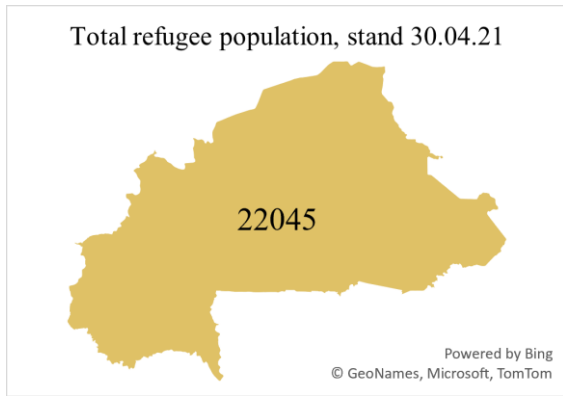 Total refugee population, stand 30.04.21
22045
Powered by Bing
© GeoNames, Microsoft, TomTom